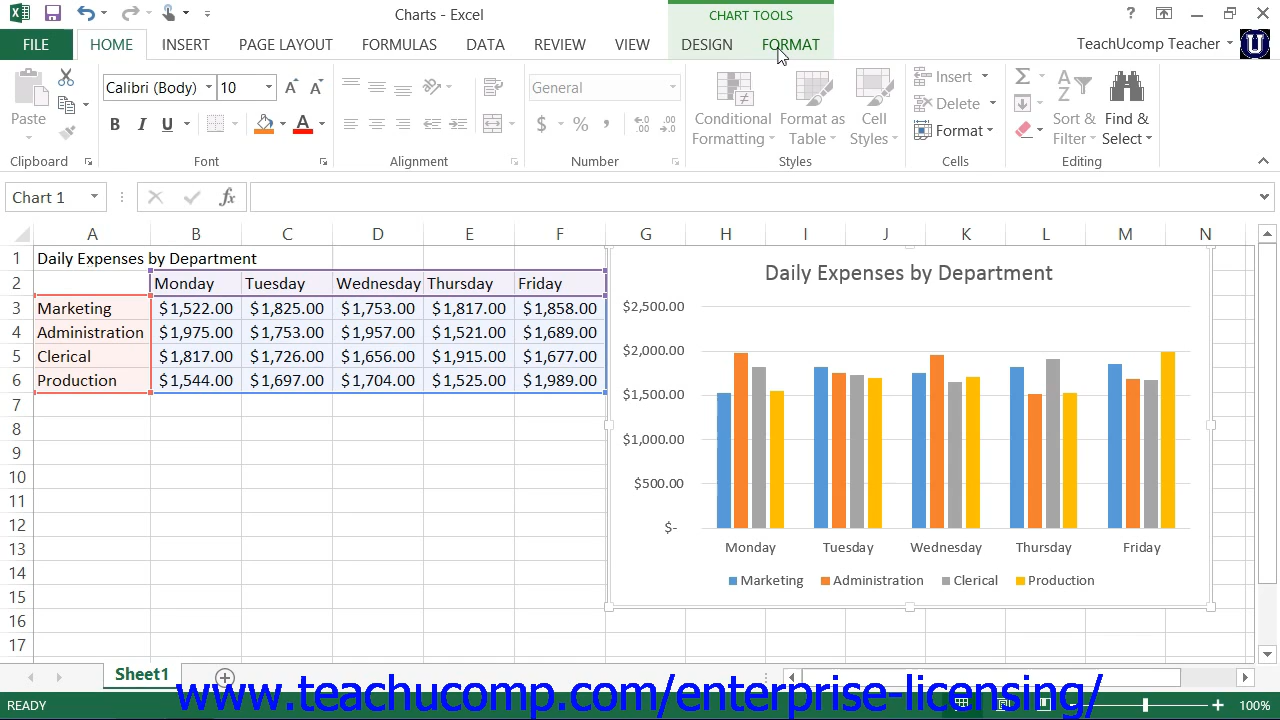 Charts - Excel
CHART TOOLS
?
FILE HOME INSERT PAGE LAYOUT FORMULAS DATA REVIEW VIEW DESIGN FORMAT TeachUcomp Teacher
Calibri (Body) 10 General Insert
Delete
Paste B I U A $ % , Conditional Formatting Format as Table Cell Styles Format Sort & Filter Find & Select
Clipboard Font Alignment Number Styles Cells Editing
Chart 1 fx
A B C D E F G H I J K L M N
1 Daily Expenses by Department
2 Monday Tuesday Wednesday Thursday Friday
3 Marketing $1,522.00 $1,825.00 $1,753.00 $1,817.00 $1,858.00
4 Administration $1,975.00 $1,753.00 $1,957.00 $1,521.00 $1,689.00
5 Clerical $1,817.00 $1,726.00 $1,656.00 $1,915.00 $1,677.00
6 Production $1,544.00 $1,697.00 $1,704.00 $1,525.00 $1,989.00
7
8
9
10
11
12
13
14
15
16
17
Daily Expenses by Department
$2,500.00
$2,000.00
$1,500.00
$1,000.00
$500.00
$-
Monday Tuesday Wednesday Thursday Friday
Marketing Administration Clerical Production
Sheet1
www.teachucomp.com/enterprise-licensing/
READY 100%